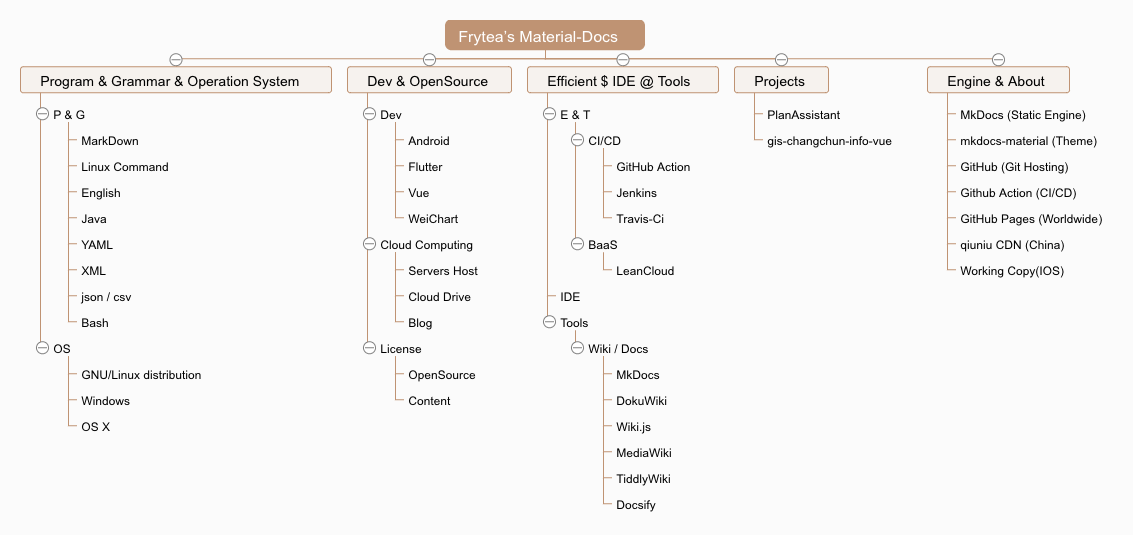 Frytea's Material-Docs
Program & Grammar & Operation System
P & G
MarkDown
Linux Command
English
Java
YAML
XML
json / csv
Bash
OS
GNU/Linux distribution
Windows
OS X
Dev & OpenSource
Dev
Android
Flutter
Vue
WeiChart
Cloud Computing
Servers Host
Cloud Drive
Blog
License
OpenSource
Content
Efficient $ IDE @ Tools
E & T
CI/CD
GitHub Action
Jenkins
Travis-Ci
BaaS
LeanCloud
IDE
Tools
Wiki / Docs
MkDocs
DokuWiki
Wiki.js
MediaWiki
TiddlyWiki
Docsify
Projects
PlanAssistant
gis-changchun-info-vue
Engine & About
MkDocs (Static Engine)
mkdocs-material (Theme)
GitHub (Git Hosting)
Github Action (CI/CD)
GitHub Pages (Worldwide)
qiuniu CDN (China)
Working Copy(IOS)